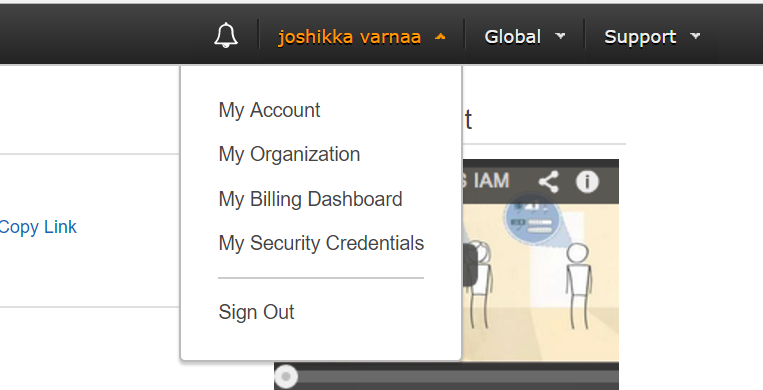 joshikka varnaa Global Support
My Account
t
My Organization
IAM
My Billing Dashboard
Copy Link
My Security Credentials
Sign Out